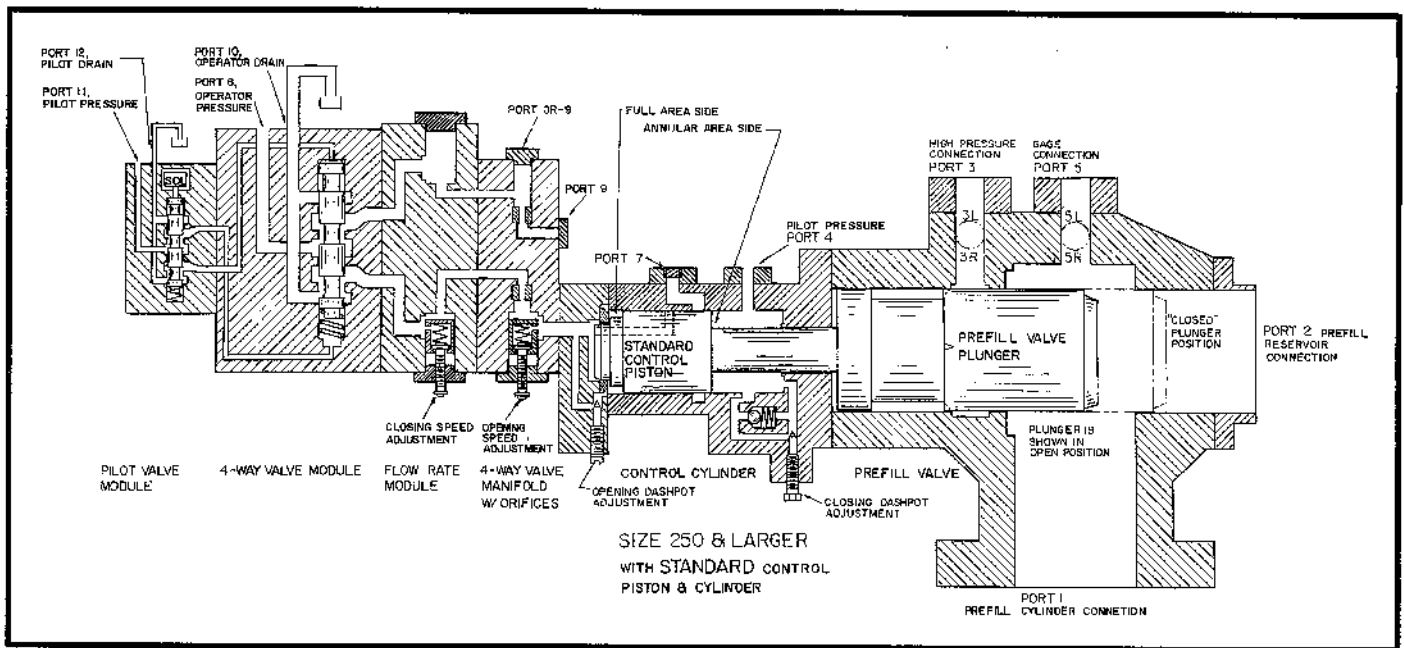 PORT 12,
PILOT DRAIN
PORT 11,
PILOT PRESSURE
PORT 10,
OPERATOR DRAIN
PORT 6,
OPERATOR
PRESSURE
PORT OR-9
PORT 9
FULL AREA SIDE
ANNULAR AREA SIDE
HIGH PRESSURE
CONNECTION
PORT 3
GAGE
CONNECTION
PORT 5
SOL
3L
3R
5L
5R
PILOT PRESSURE
PORT 4
PORT 7
STANDARD
CONTROL
PISTON
PREFILL VALVE
PLUNGER
"CLOSED"
PLUNGER
POSITION
PORT 2 PREFILL
RESERVOIR
CONNECTION
PLUNGER IS
SHOWN IN
OPEN POSITION
CLOSING SPEED
ADJUSTMENT
OPENING
SPEED
ADJUSTMENT
PILOT VALVE
MODULE
4-WAY VALVE MODULE
FLOW RATE
MODULE
4-WAY VALVE
MANIFOLD
W/ORIFICES
OPENING DASHPOT
ADJUSTMENT
CONTROL CYLINDER
CLOSING DASHPOT
ADJUSTMENT
PREFILL VALVE
SIZE 250 & LARGER
WITH STANDARD CONTROL
PISTON & CYLINDER
PORT 1
PREFILL CYLINDER CONNETION